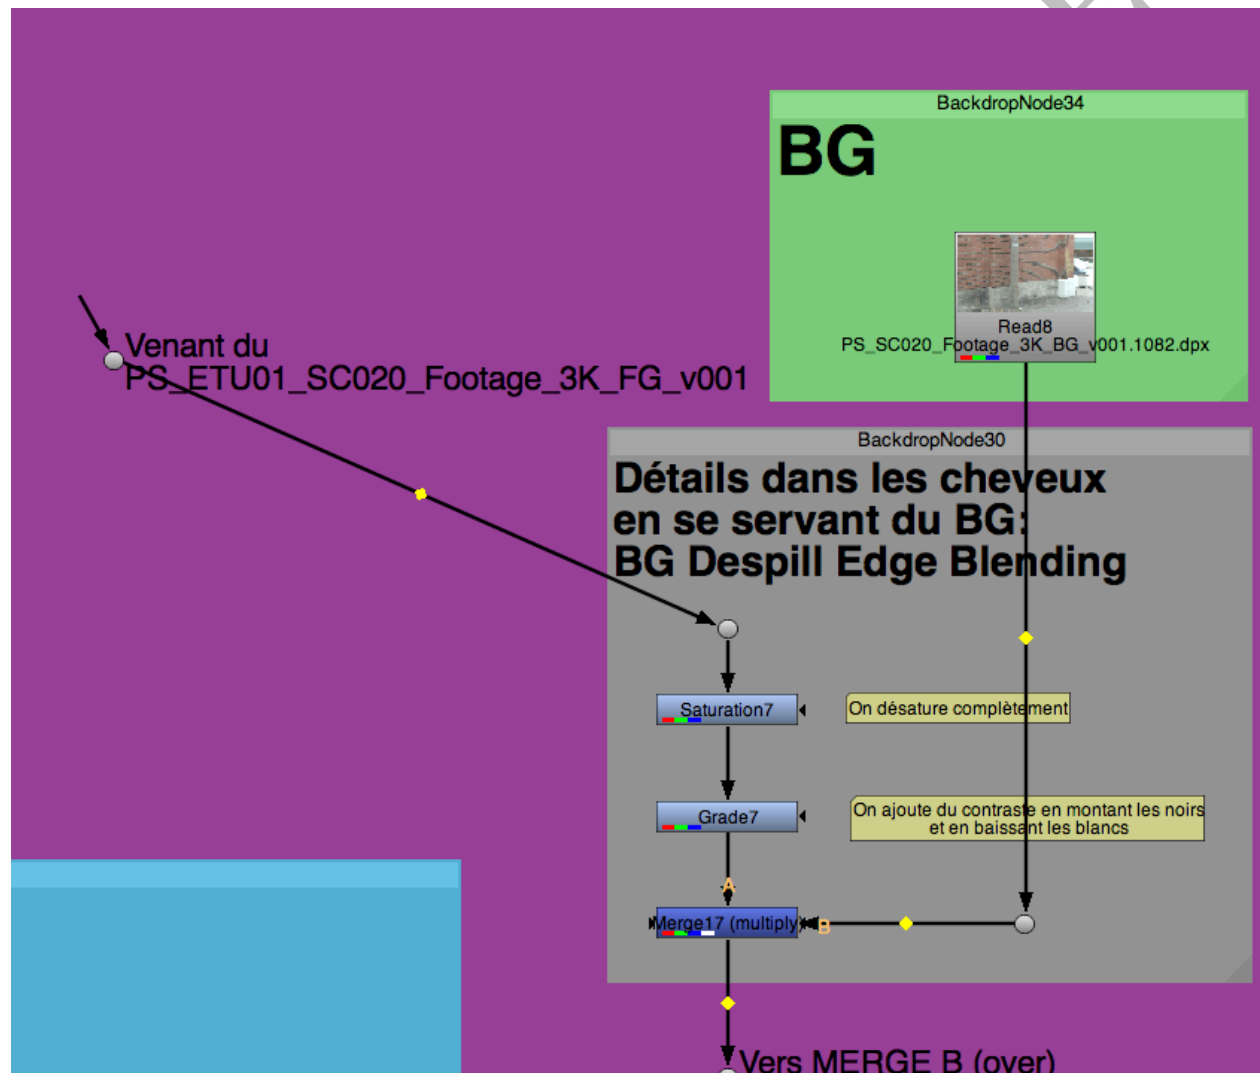 BackdropNode34
BG
Read8
PS_SC020_Footage_3K_BG_v001.1082.dpx
Venant du
PS_ETU01_SC020_Footage_3K_FG_v001
BackdropNode30
Détails dans les cheveux
en se servant du BG:
BG Despill Edge Blending
Saturation7
On désature complètement
Grade7
On ajoute du contraste en montant les noirs
et en baissant les blancs
A
Merge17 (multiply)
B
Vers MERGE B (over)